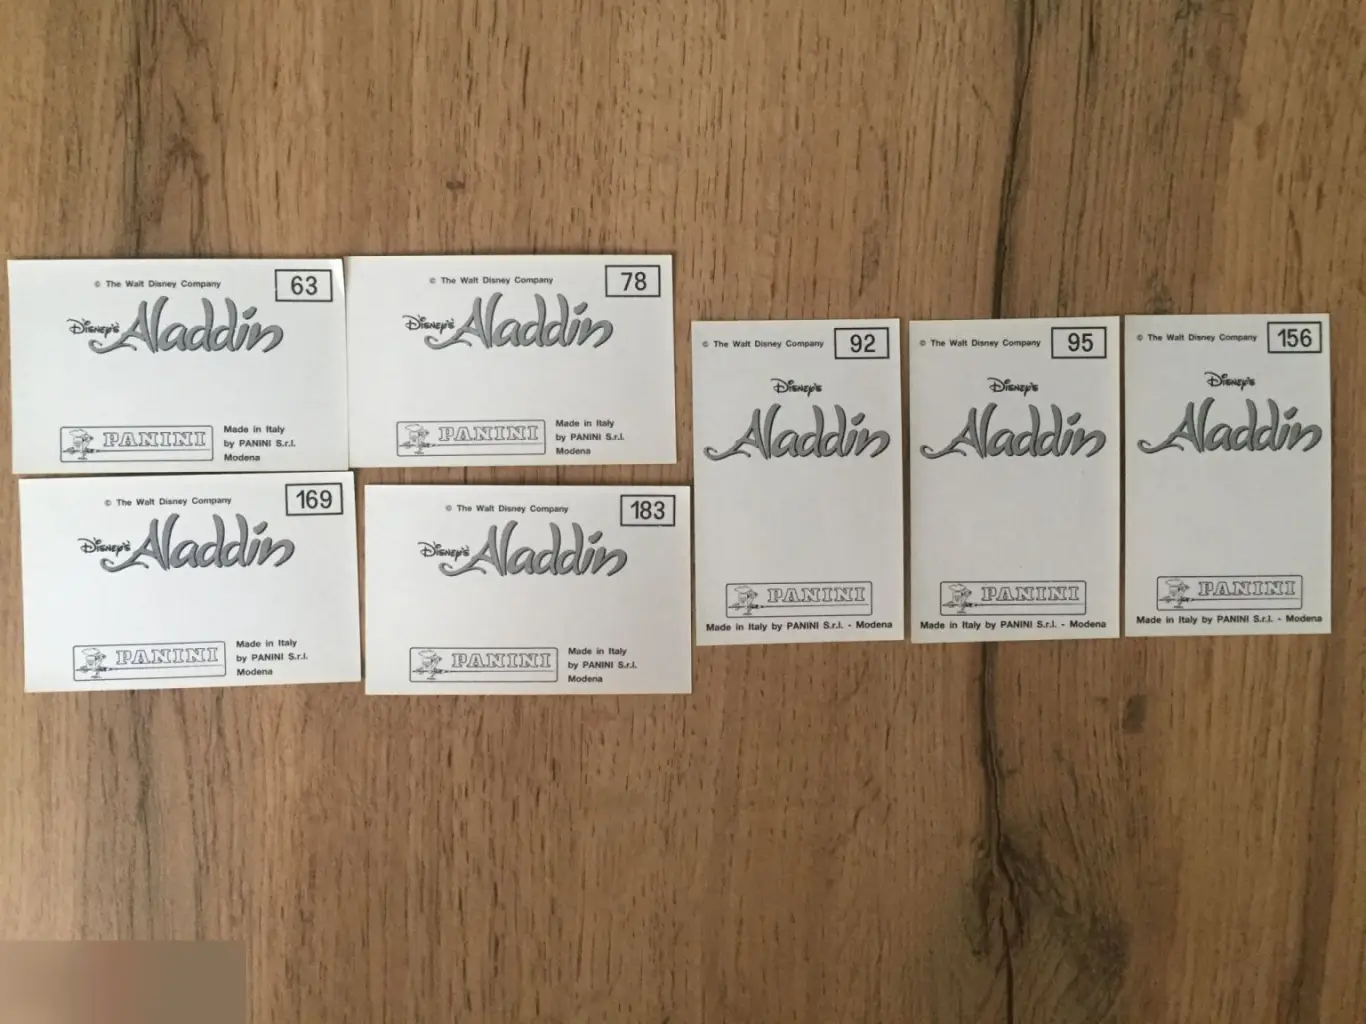 © The Walt Disney Company 63
Disney's Aladdin
PANINI
Made in Italy
by PANINI S.r.l.
Modena
© The Walt Disney Company 78
Disney's Aladdin
PANINI
Made in Italy
by PANINI S.r.l.
Modena
© The Walt Disney Company 169
Disney's Aladdin
PANINI
Made in Italy
by PANINI S.r.l.
Modena
© The Walt Disney Company 183
Disney's Aladdin
PANINI
Made in Italy
by PANINI S.r.l.
Modena
© The Walt Disney Company 92
Disney's
Aladdin
PANINI
Made in Italy by PANINI S.r.l. - Modena
© The Walt Disney Company 95
Disney's
Aladdin
PANINI
Made in Italy by PANINI S.r.l. - Modena
© The Walt Disney Company 156
Disney's
Aladdin
PANINI
Made in Italy by PANINI S.r.l. - Modena